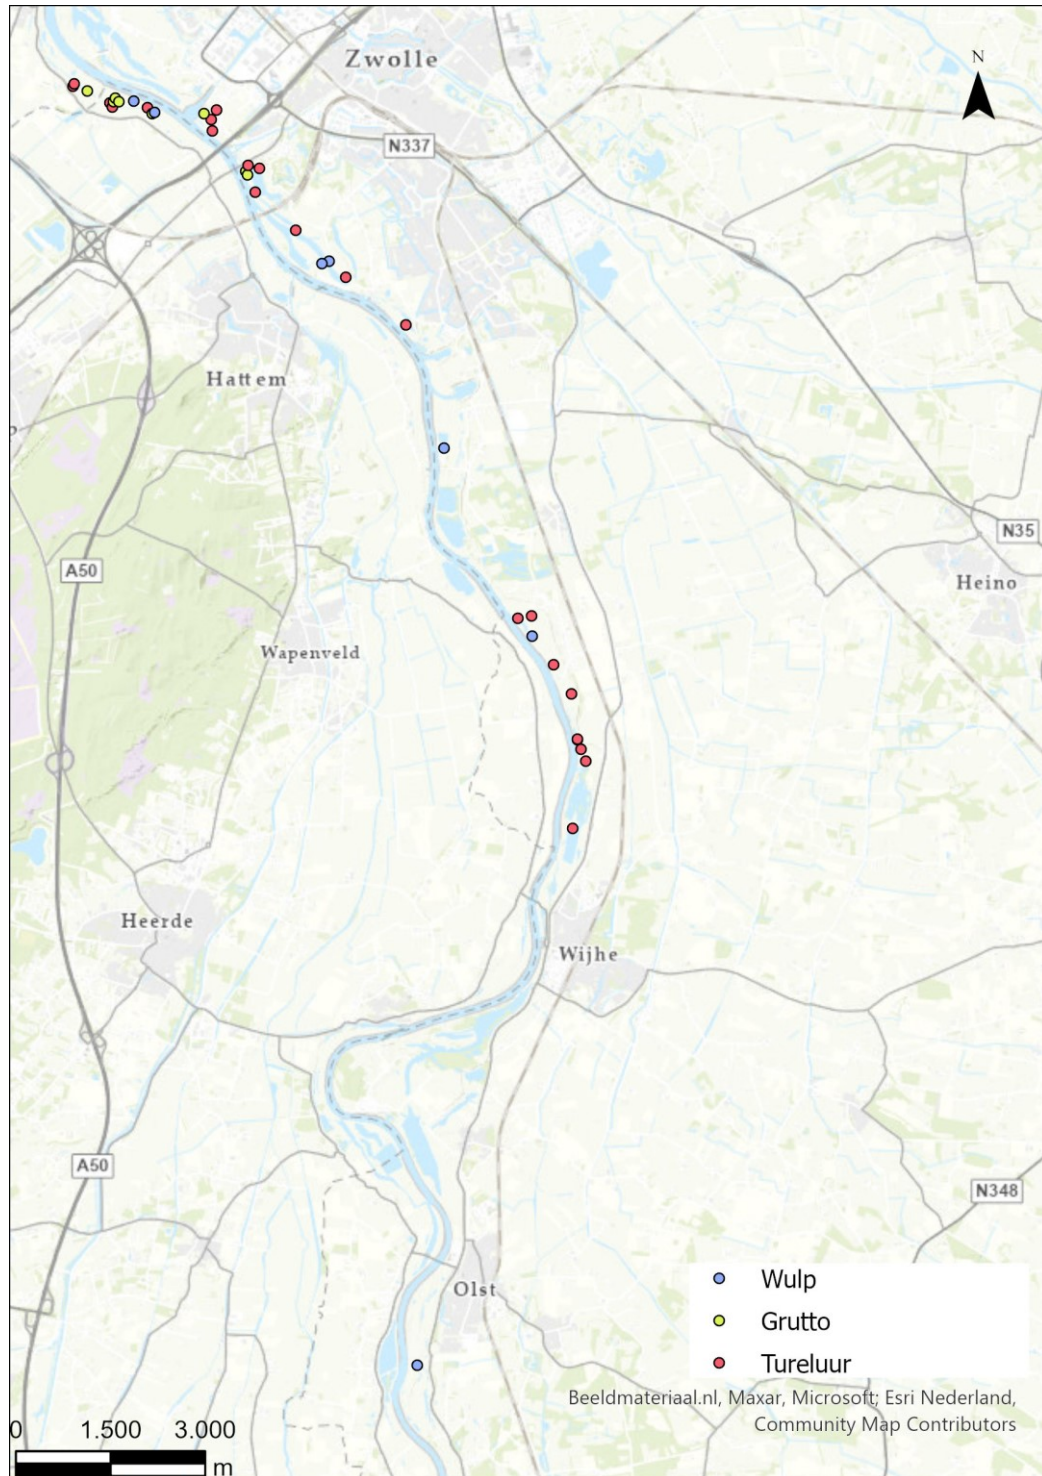 Zwolle
N
N337
Hattem
A50
N35
Heino
Wapenveld
Heerde
Wijhe
A50
N348
Olst
Wulp
Grutto
Tureluur
Beeldmateriaal.nl, Maxar, Microsoft; Esri Nederland,
Community Map Contributors
0 1.500 3.000
m